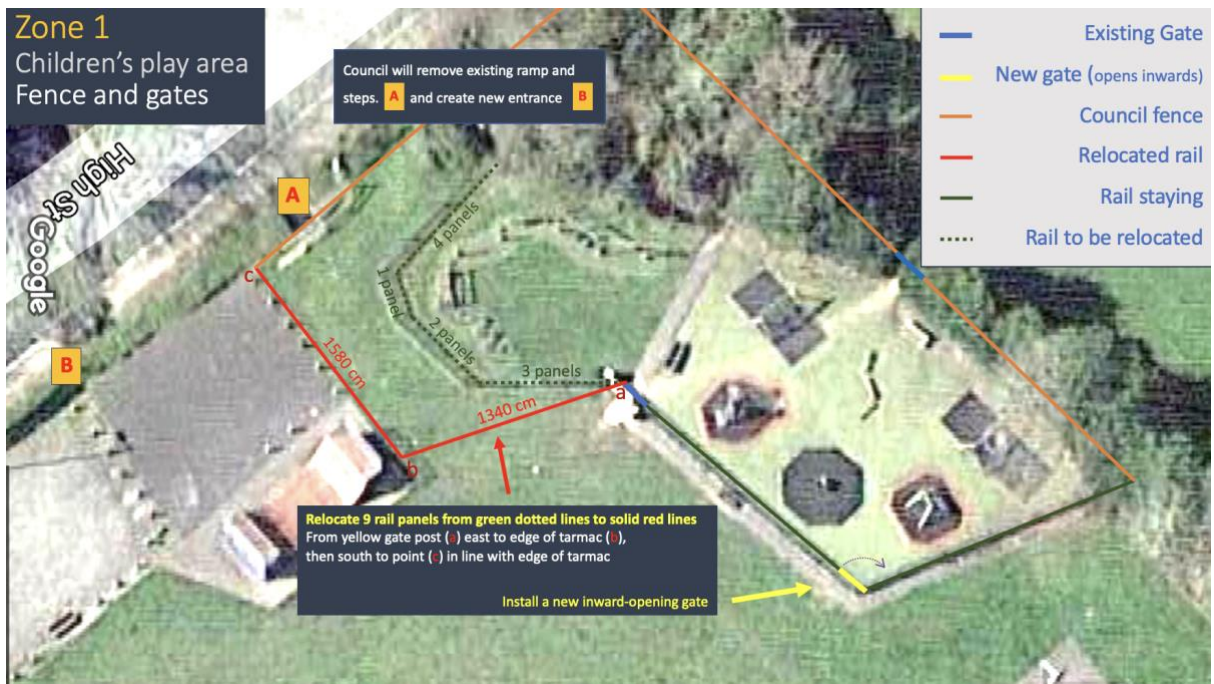 Zone 1
Children's play area
Fence and gates
Council will remove existing ramp and
steps. A and create new entrance B
Existing Gate
New gate (opens inwards)
Council fence
Relocated rail
Rail staying
Rail to be relocated
High St
Google
A
B
c
4 panels
1 panel
2 panels
3 panels
1580 cm
1340 cm
a
b
Relocate 9 rail panels from green dotted lines to solid red lines
From yellow gate post (a) east to edge of tarmac (b),
then south to point (c) in line with edge of tarmac
Install a new inward-opening gate